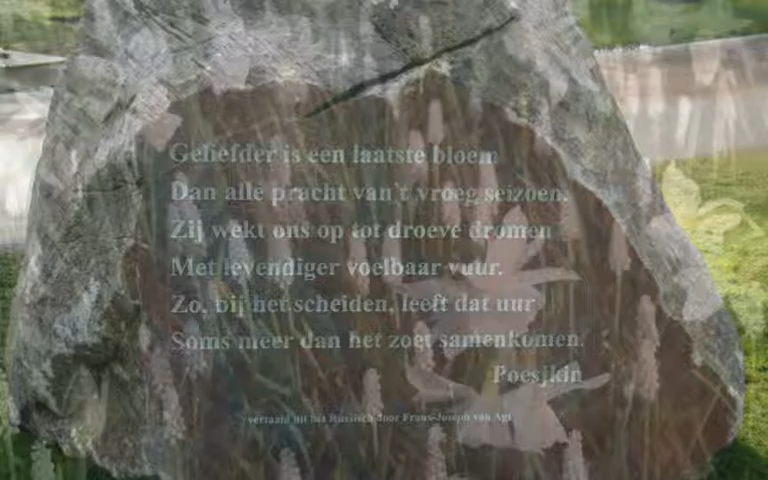 Geliefder is een laatste bloem
Dan alle pracht van't vroeg seizoen.
Zij wekt ons op tot droeve dromen
Met levendiger voelbaar vuur.
Zo, bij het scheiden, leeft dat uur
Soms meer dan het zoet samenkomen.
Poesjkin
vertaald uit het Russisch door Frans-Joseph van Agt